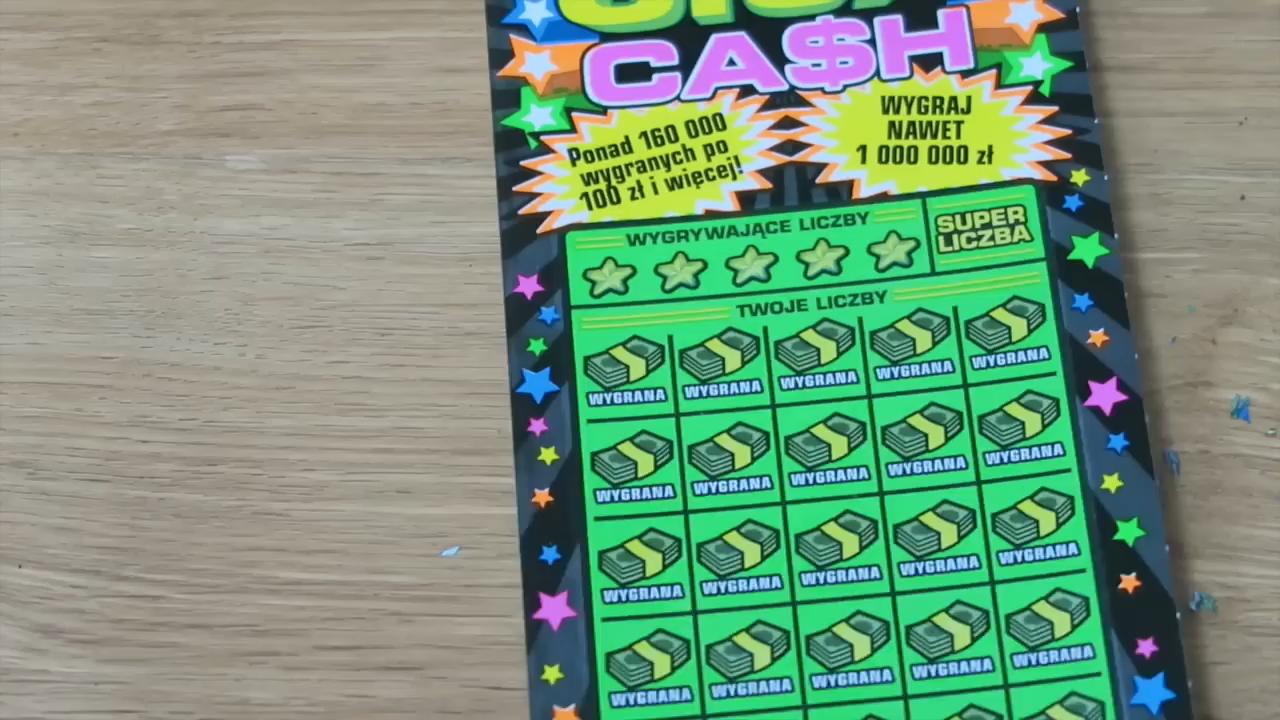 CA$H
Ponad 160 000
wygranych po
100 zł i więcej!
WYGRAJ
NAWET
1 000 000 zł
WYGRYWAJĄCE LICZBY
SUPER
LICZBA
TWOJE LICZBY
WYGRANA WYGRANA WYGRANA WYGRANA WYGRANA
WYGRANA WYGRANA WYGRANA WYGRANA WYGRANA
WYGRANA WYGRANA WYGRANA WYGRANA WYGRANA
WYGRANA WYGRANA WYGRANA WYGRANA WYGRANA